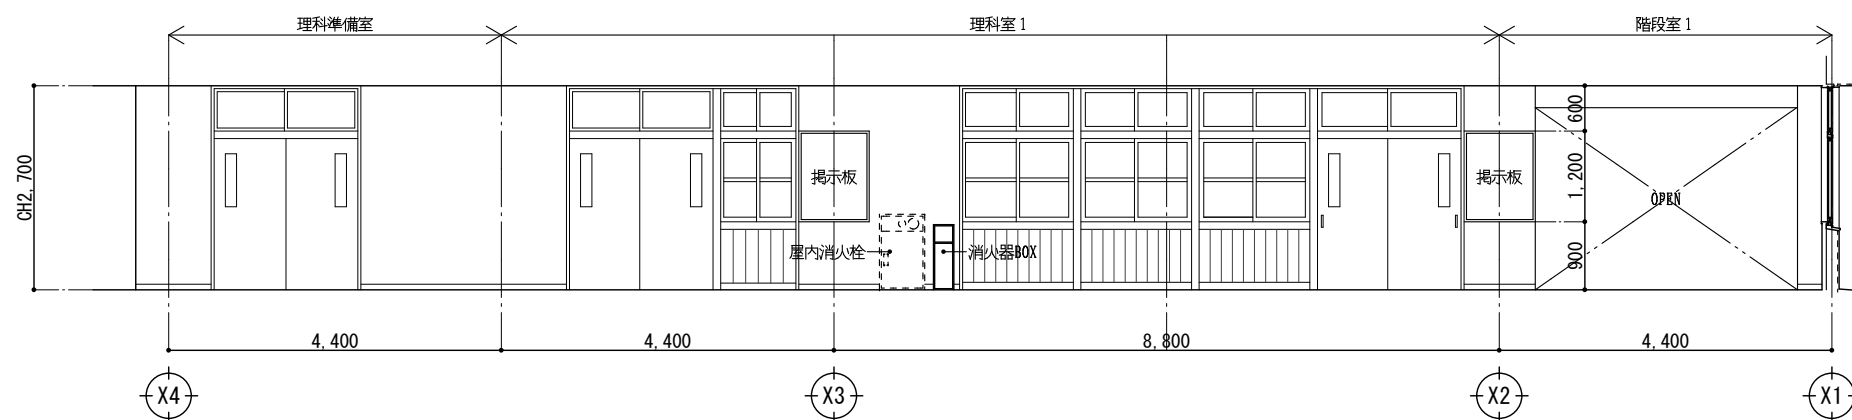 理科準備室
理科室1
階段室1
CH2,700
600
1,200
900
掲示板
掲示板
OPEN
屋内消火栓
消火器BOX
4,400
4,400
8,800
4,400
X4
X3
X2
X1